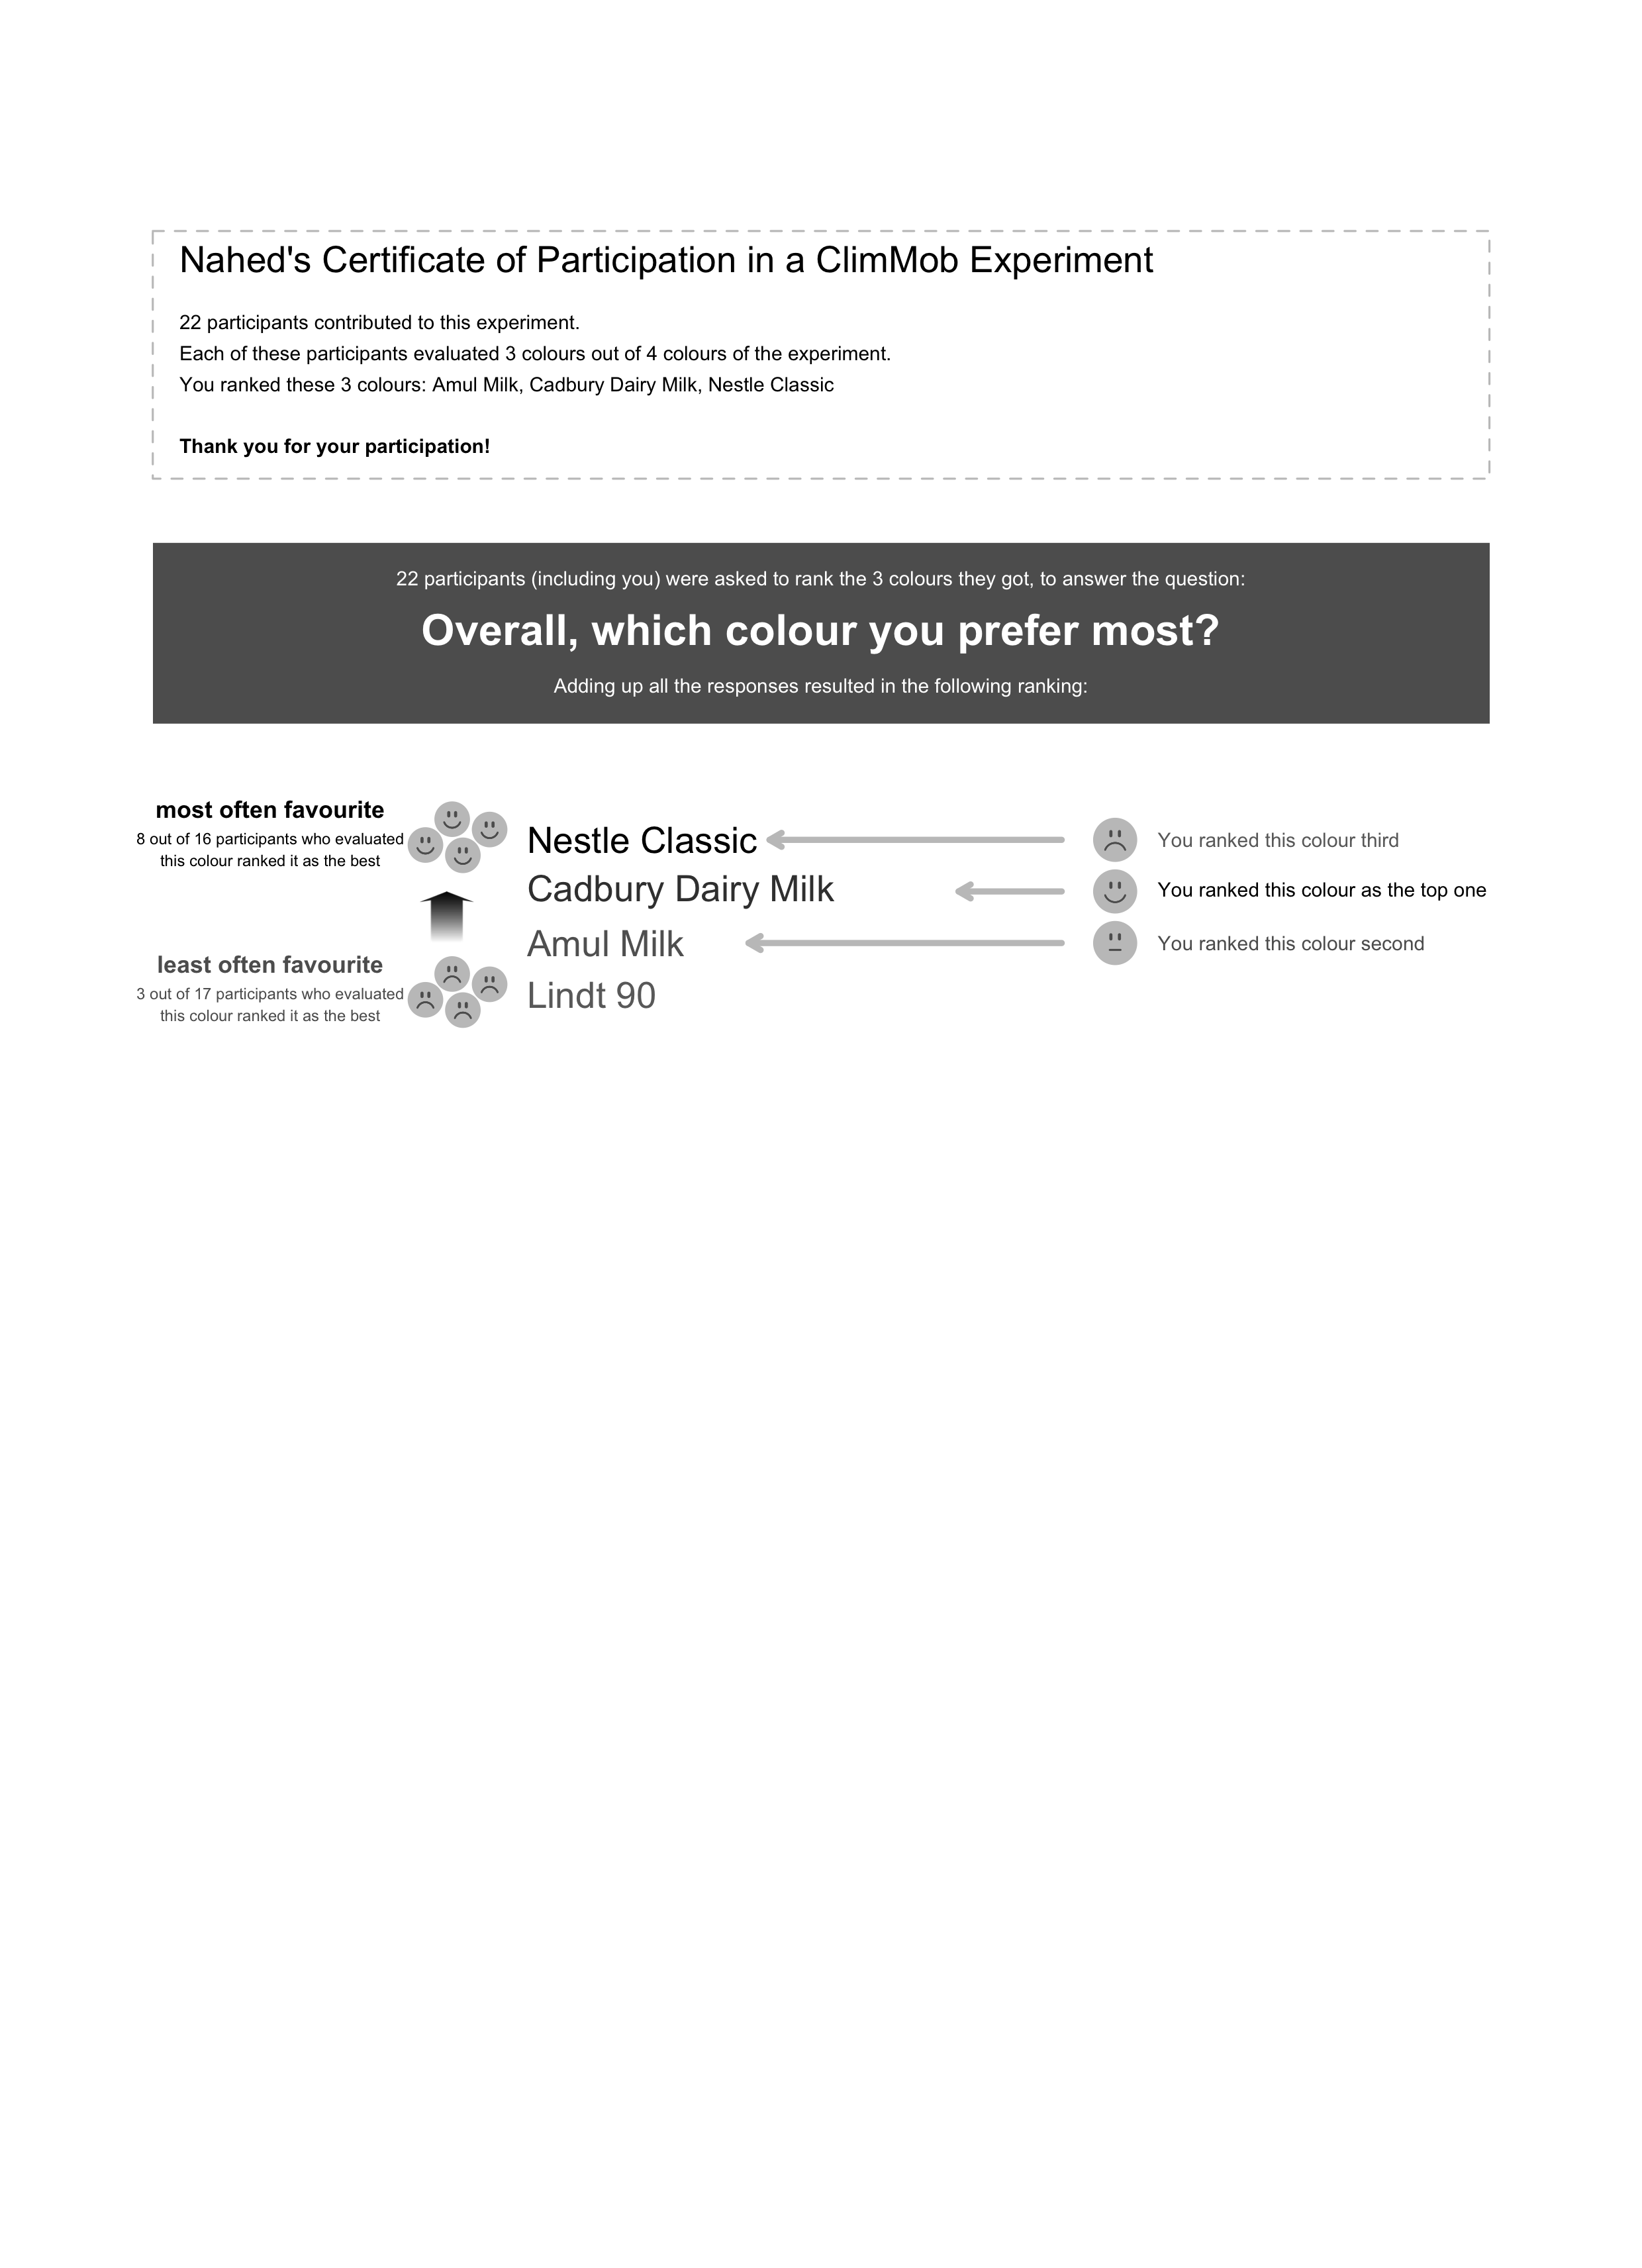 Nahed's Certificate of Participation in a ClimMob Experiment
22 participants contributed to this experiment.
Each of these participants evaluated 3 colours out of 4 colours of the experiment.
You ranked these 3 colours: Amul Milk, Cadbury Dairy Milk, Nestle Classic
Thank you for your participation!
22 participants (including you) were asked to rank the 3 colours they got, to answer the question:
Overall, which colour you prefer most?
Adding up all the responses resulted in the following ranking:
most often favourite
8 out of 16 participants who evaluated
this colour ranked it as the best
Nestle Classic
You ranked this colour third
Cadbury Dairy Milk
You ranked this colour as the top one
Amul Milk
You ranked this colour second
least often favourite
3 out of 17 participants who evaluated
this colour ranked it as the best
Lindt 90